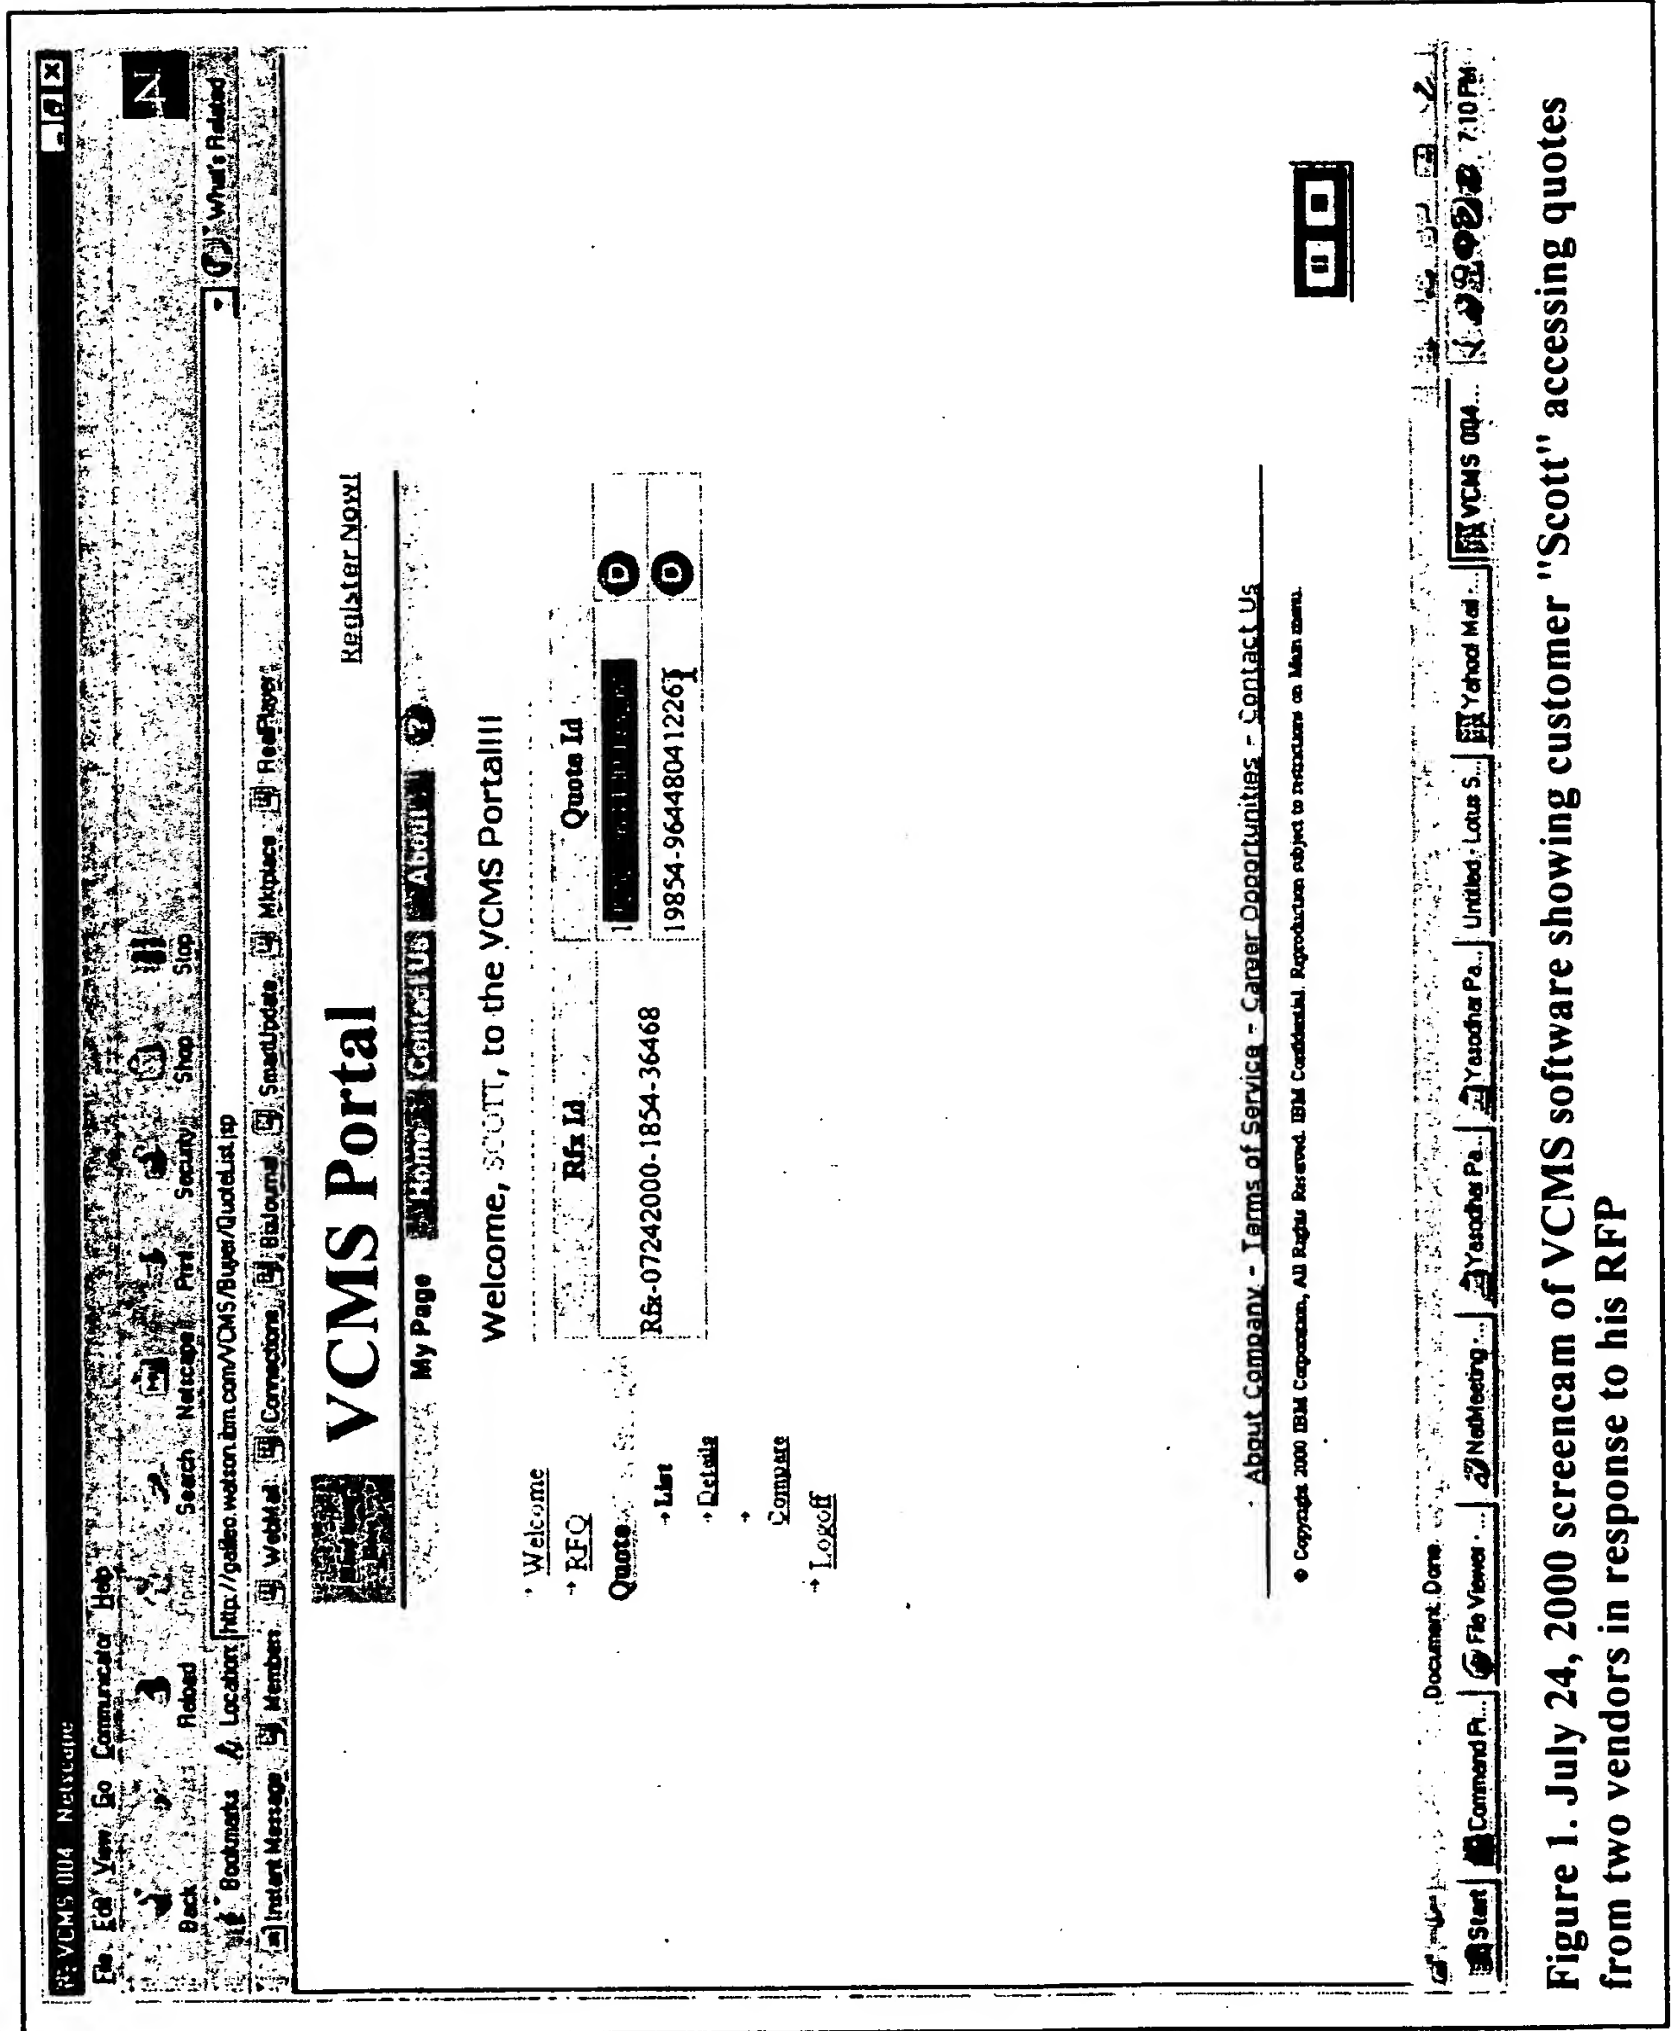 VCMS 004 Netscape
File Edit View Go Communicator Help
Back Reload Home Search Netscape Print Security Shop Stop
Bookmarks Location: http://galileo.watson.ibm.com/VCMS/Buyer/QuoteList.jsp What's Related
Instant Message Members WebMail Connections BizJournal SmartUpdate Mktplace RealPlayer
VCMS Portal
Register Now!
My Page Home Contact US About ?
Welcome, SCOTT, to the VCMS Portal!!!
→ Welcome
→ RFQ
Quote
→ List
→ Details
→
Compare
→ Logoff
Rfx Id Quote Id
Rfx-07242000-1854-36468
D
19854-964480412267 D
About Company - Terms of Service - Career Opportunities - Contact Us
© Copyright 2000 IBM Corporation, All Rights Reserved. IBM Confidential. Reproduction subject to restrictions on Main menu.
Document: Done
Start Command Pr... File Viewer - ... NetMeeting - ... Yasodhar Pa... Yasodhar Pa... Untitled - Lotus S... Yahoo! Mail - ... VCMS 004... 7:10 PM
Figure 1. July 24, 2000 screencam of VCMS software showing customer "Scott" accessing quotes
from two vendors in response to his RFP